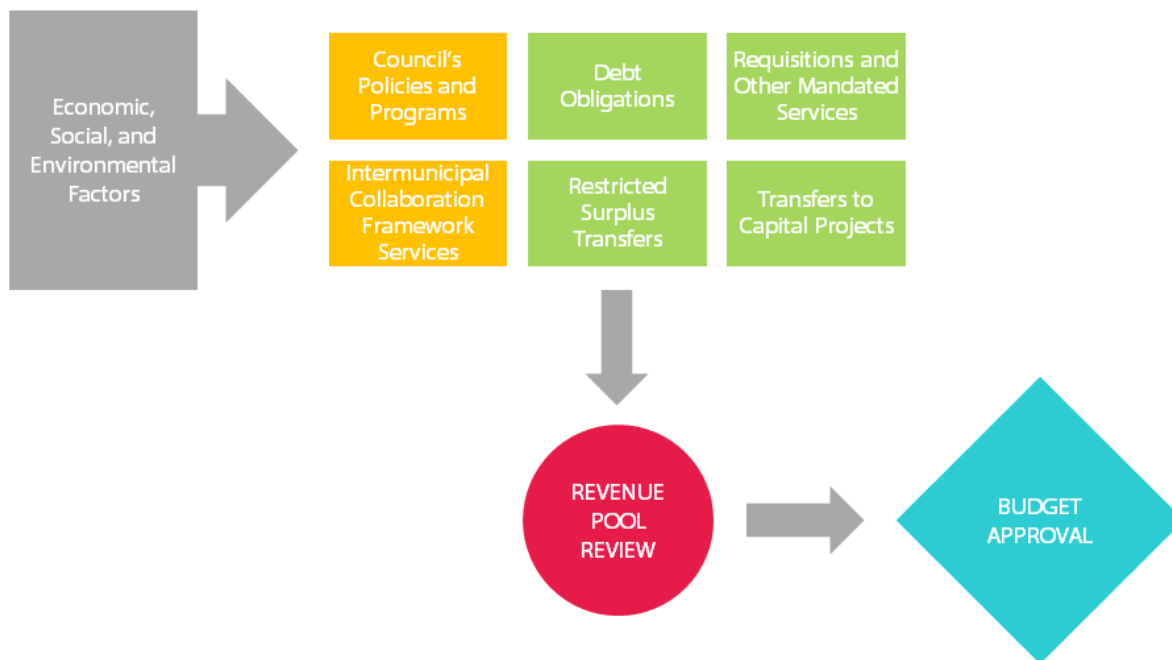 Economic,
Social, and
Environmental
Factors
Council's
Policies and
Programs
Debt
Obligations
Requisitions and
Other Mandated
Services
Intermunicipal
Collaboration
Framework
Services
Restricted
Surplus
Transfers
Transfers to
Capital Projects
REVENUE
POOL
REVIEW
BUDGET
APPROVAL